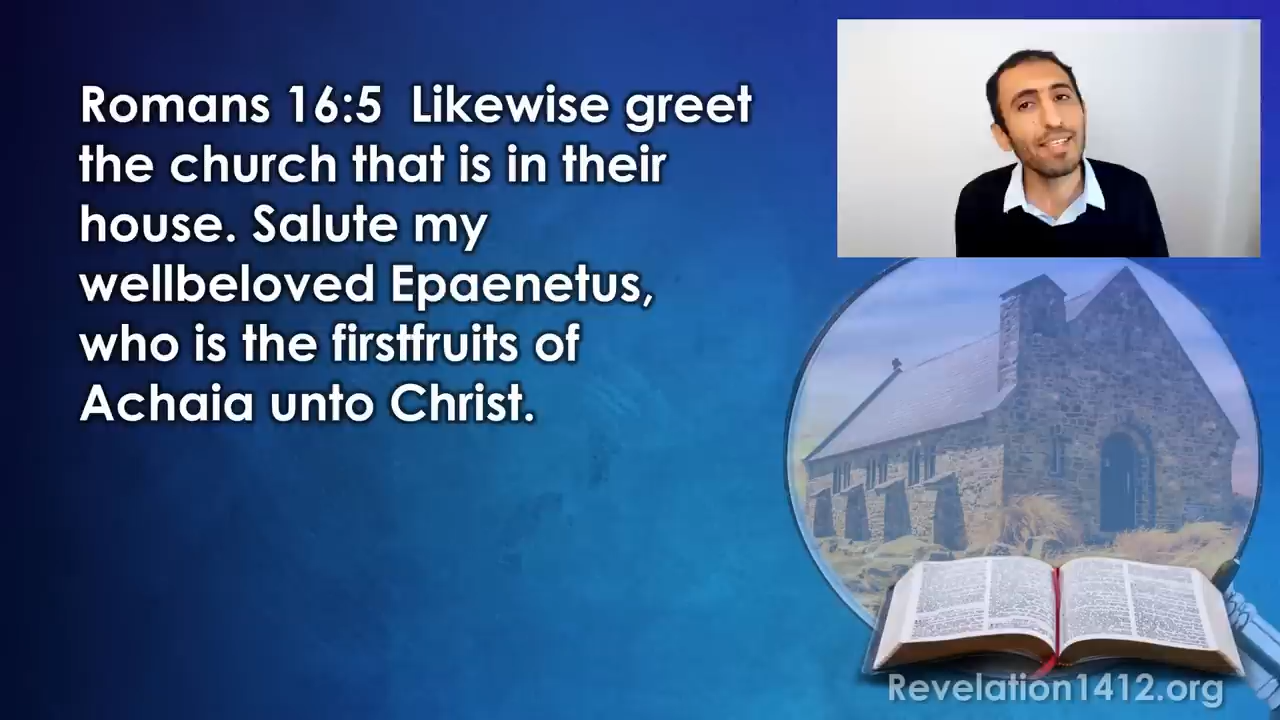 Romans 16:5  Likewise greet
the church that is in their
house. Salute my
wellbeloved Epaenetus,
who is the firstfruits of
Achaia unto Christ.
Revelation1412.org